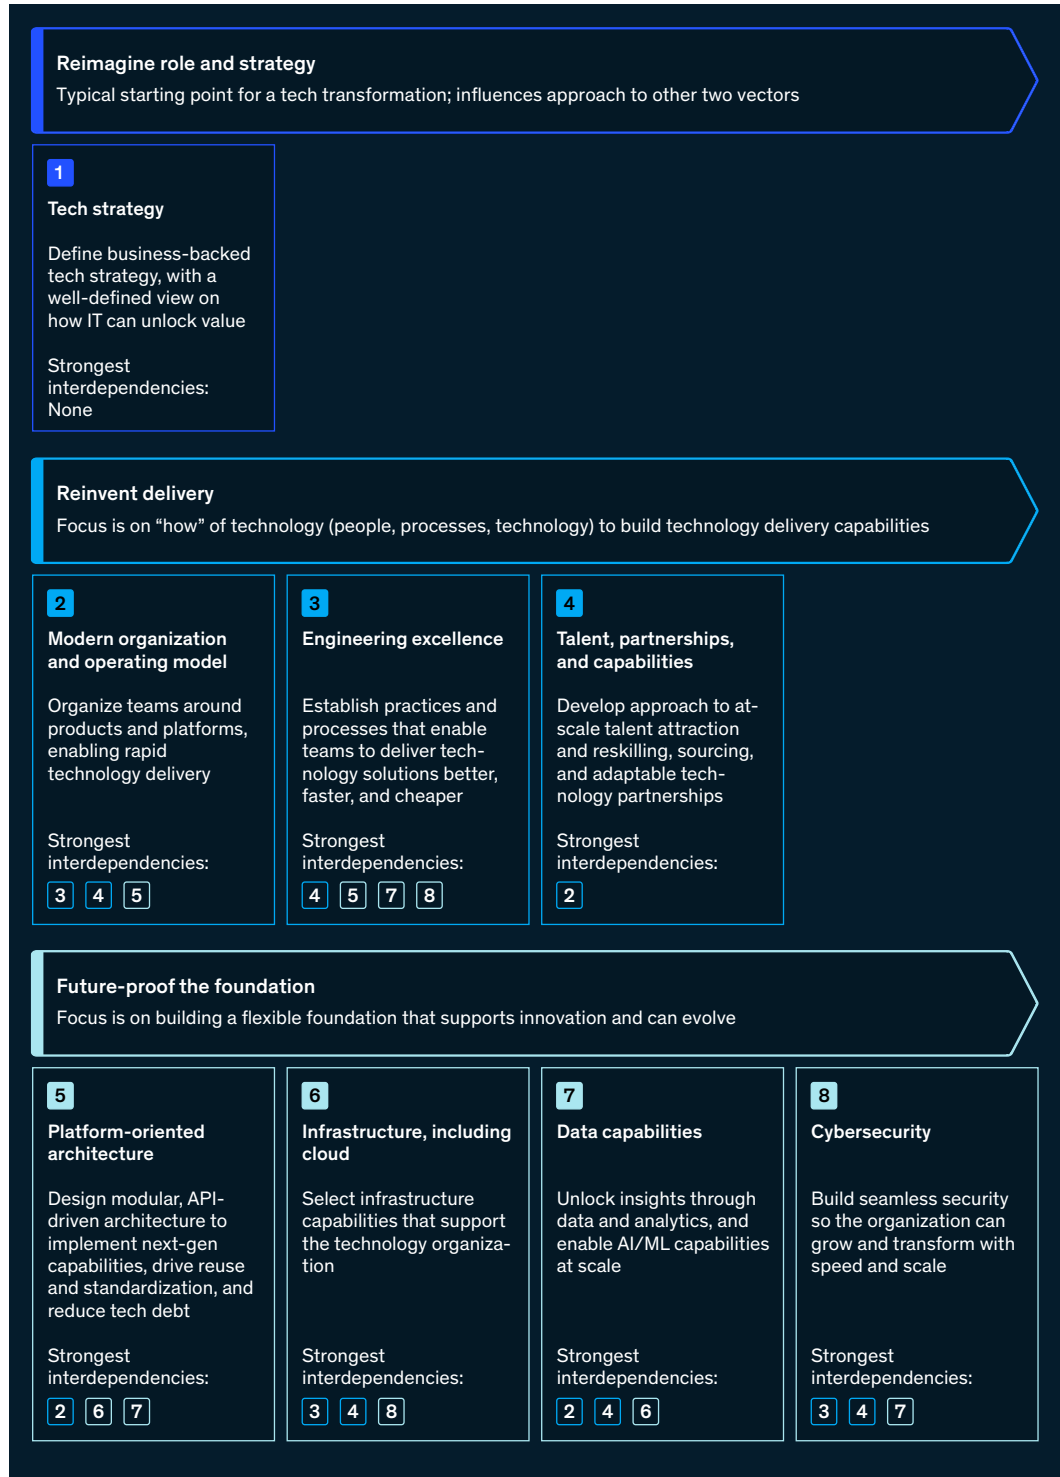 Reimagine role and strategy
Typical starting point for a tech transformation; influences approach to other two vectors
1
Tech strategy
Define business-backed
tech strategy, with a
well-defined view on
how IT can unlock value
Strongest
interdependencies:
None
Reinvent delivery
Focus is on “how” of technology (people, processes, technology) to build technology delivery capabilities
2
Modern organization
and operating model
Organize teams around
products and platforms,
enabling rapid
technology delivery
Strongest
interdependencies:
3 4 5
3
Engineering excellence
Establish practices and
processes that enable
teams to deliver tech-
nology solutions better,
faster, and cheaper
Strongest
interdependencies:
4 5 7 8
4
Talent, partnerships,
and capabilities
Develop approach to at-
scale talent attraction
and reskilling, sourcing,
and adaptable tech-
nology partnerships
Strongest
interdependencies:
2
Future-proof the foundation
Focus is on building a flexible foundation that supports innovation and can evolve
5
Platform-oriented
architecture
Design modular, API-
driven architecture to
implement next-gen
capabilities, drive reuse
and standardization, and
reduce tech debt
Strongest
interdependencies:
2 6 7
6
Infrastructure, including
cloud
Select infrastructure
capabilities that support
the technology organiza-
tion
Strongest
interdependencies:
3 4 8
7
Data capabilities
Unlock insights through
data and analytics, and
enable AI/ML capabilities
at scale
Strongest
interdependencies:
2 4 6
8
Cybersecurity
Build seamless security
so the organization can
grow and transform with
speed and scale
Strongest
interdependencies:
3 4 7